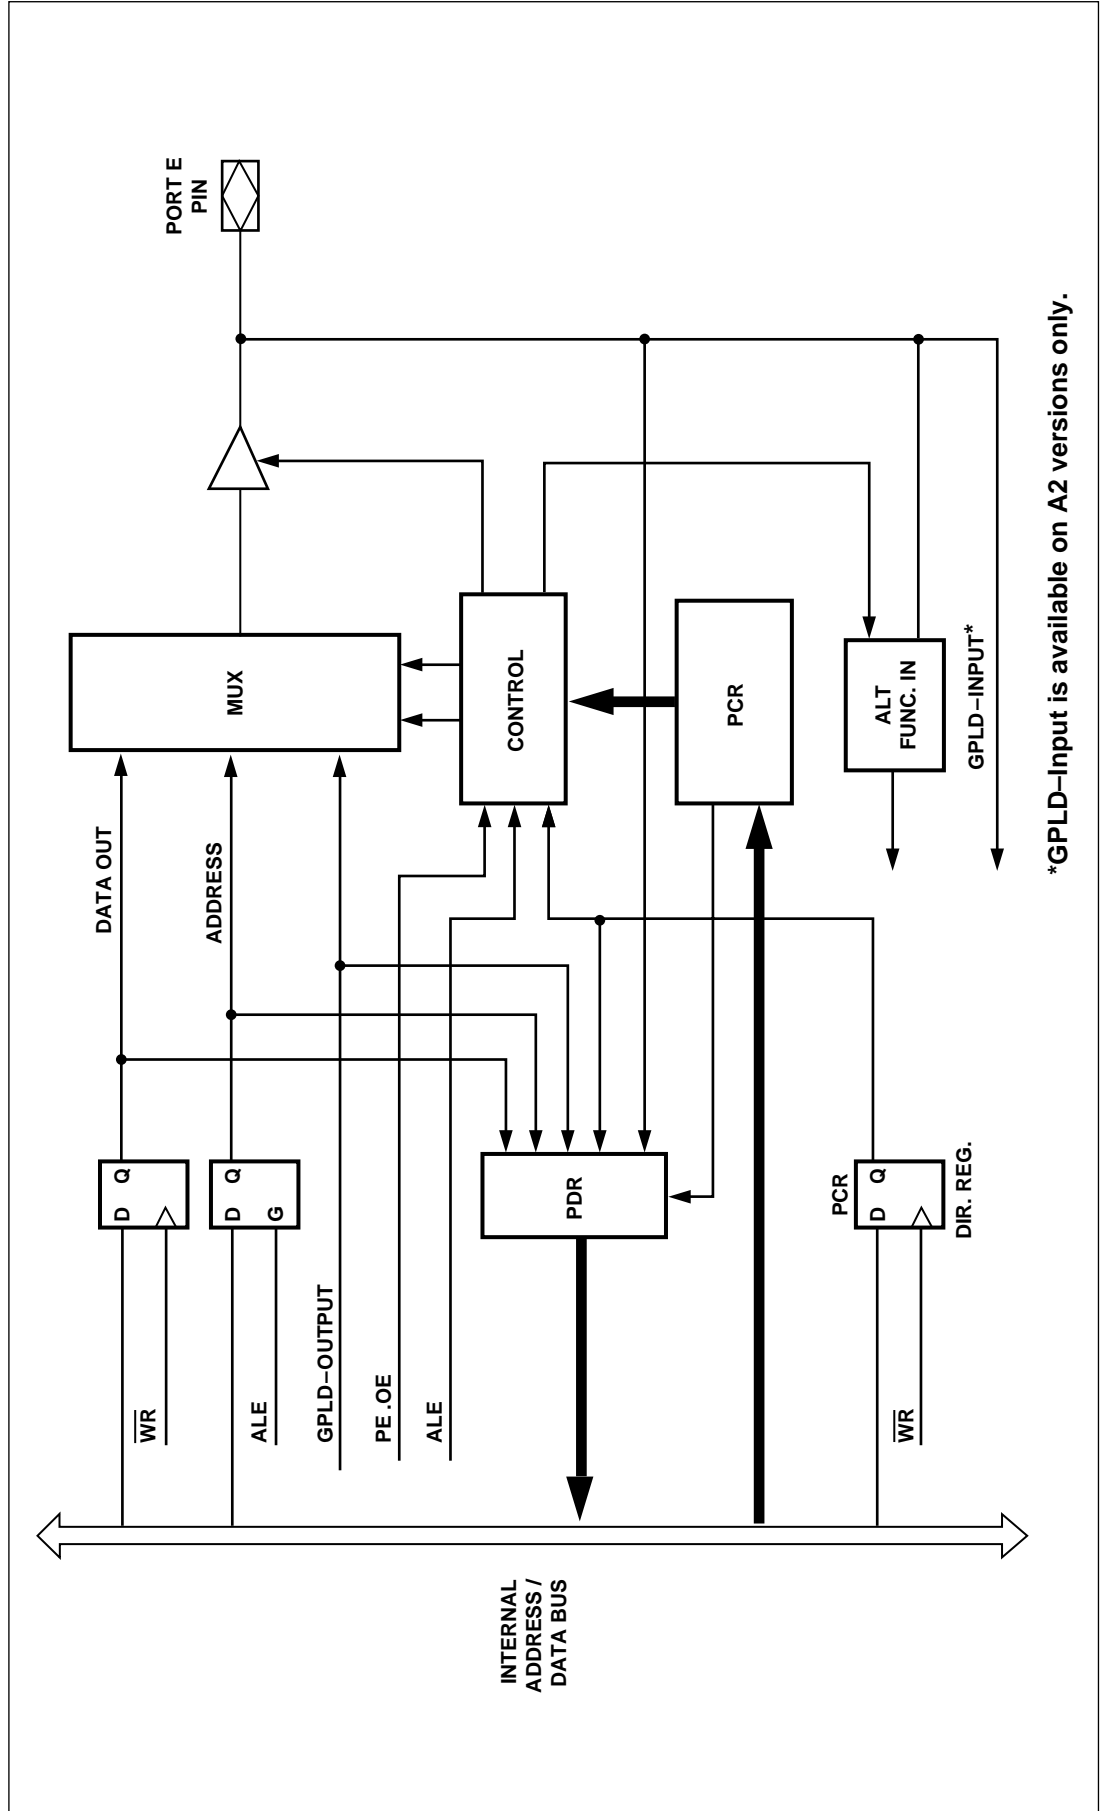 PORT E
PIN
MUX
CONTROL
PCR
ALT
FUNC. IN
GPLD–INPUT*
DATA OUT
ADDRESS
D Q
D Q
G
PDR
PCR
D Q
DIR. REG.
WR
ALE
GPLD–OUTPUT
PE .OE
ALE
WR
INTERNAL
ADDRESS /
DATA BUS
*GPLD–Input is available on A2 versions only.